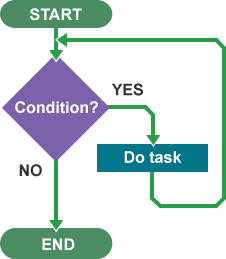 START
Condition?
YES
Do task
NO
END